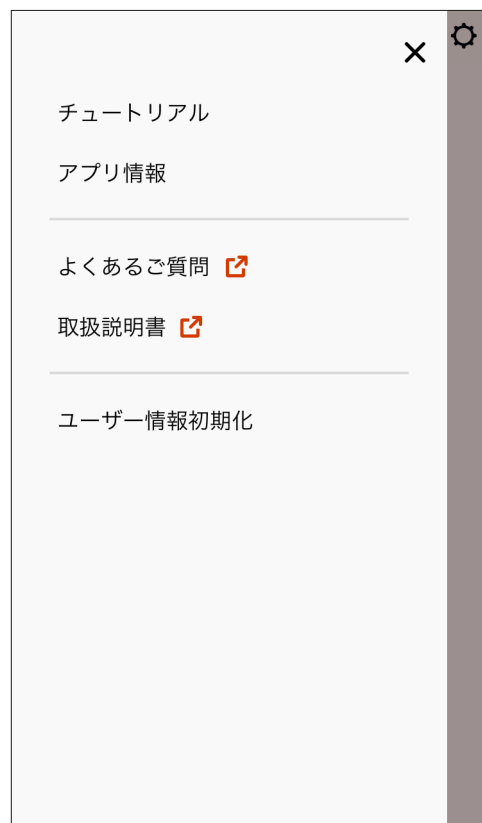 チュートリアル
アプリ情報
よくあるご質問
取扱説明書
ユーザー情報初期化